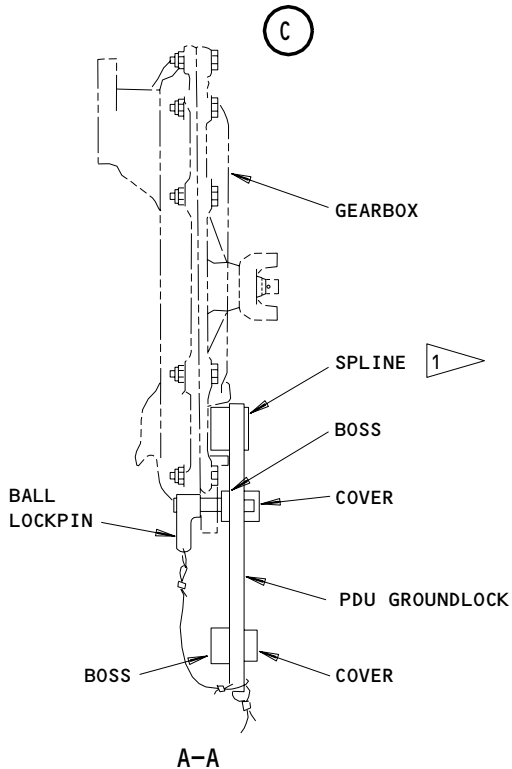 C
GEARBOX
SPLINE 1
BOSS
BALL
LOCKPIN
COVER
PDU GROUNDLOCK
BOSS
COVER
A-A